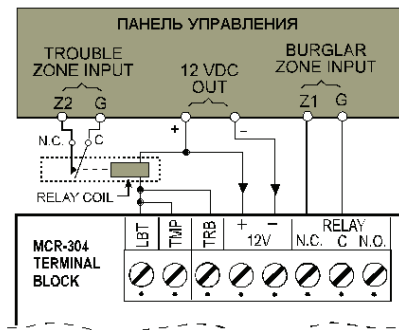 ПАНЕЛЬ УПРАВЛЕНИЯ
TROUBLE
ZONE INPUT
12 VDC
OUT
BURGLAR
ZONE INPUT
Z2 G
Z1 G
+ −
N.C. C
RELAY COIL
MCR-304
TERMINAL
BLOCK
LBT
TMP
TRB
+ −
12V
RELAY
N.C. C N.O.